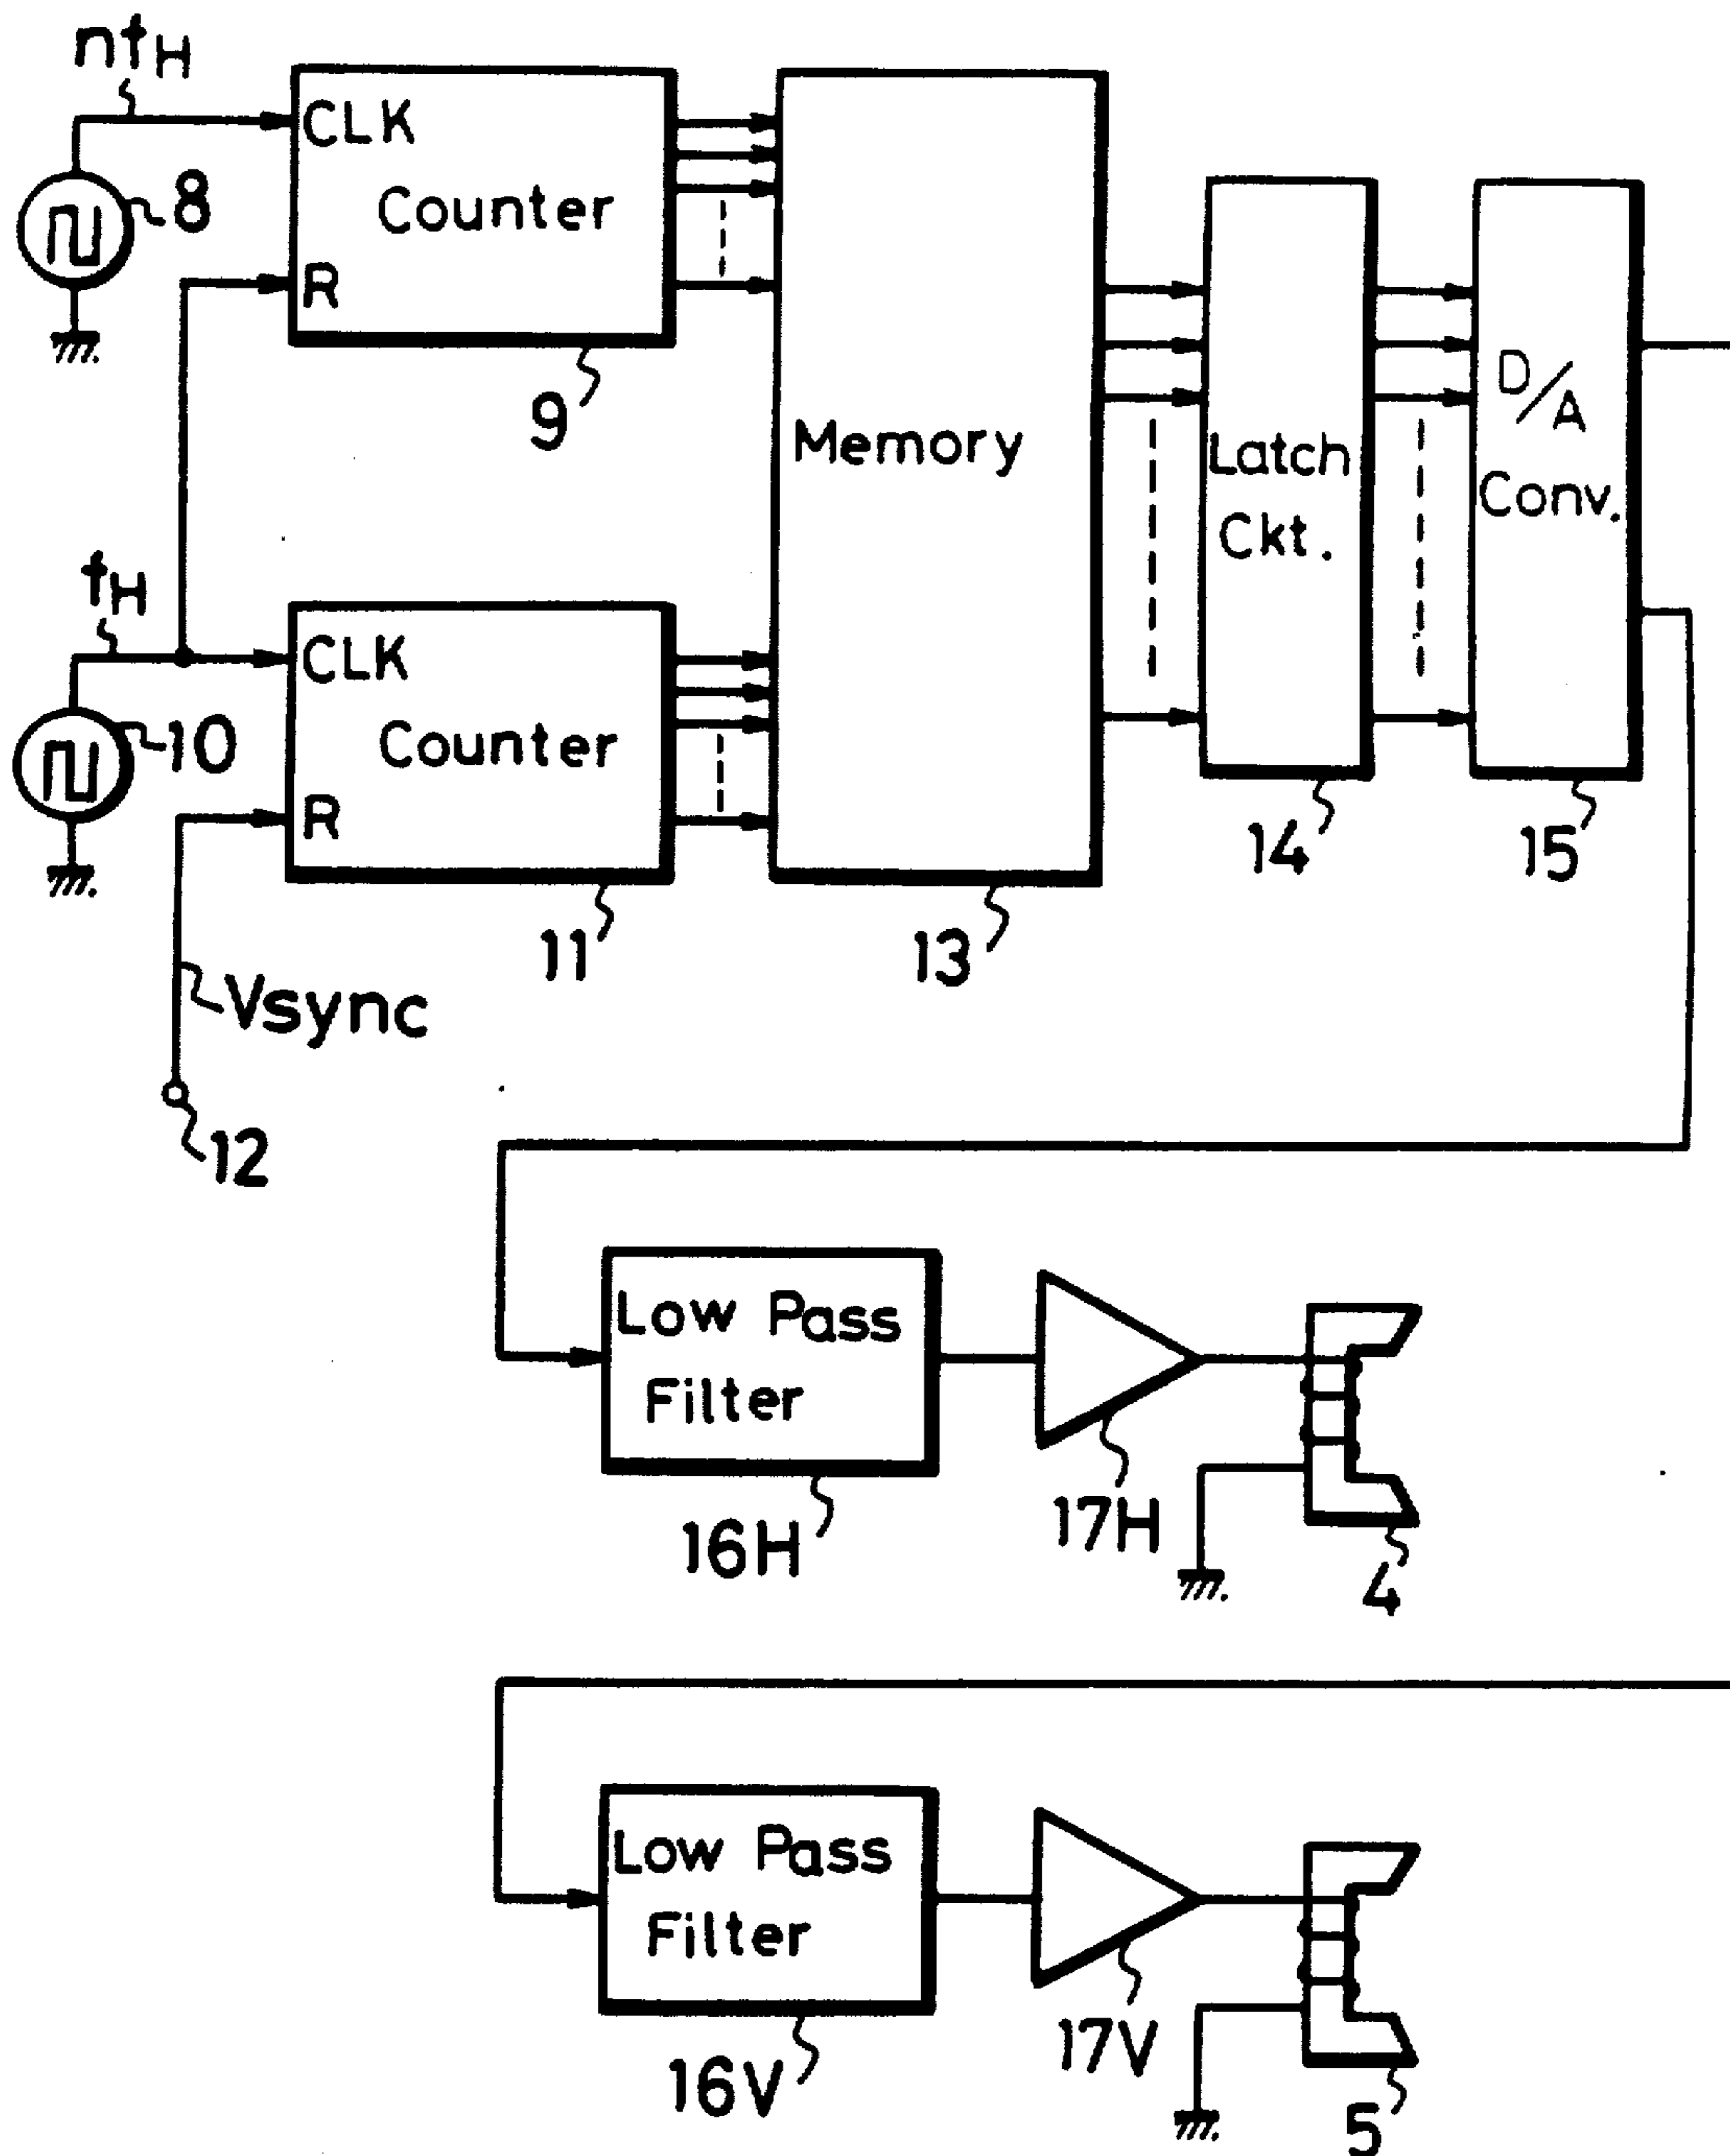 ntH
CLK
Counter
R
8
9
tH
CLK
Counter
R
10
11
Vsync
12
Memory
13
Latch
Ckt.
14
D/A
Conv.
15
Low Pass
Filter
16H
17H
4
Low Pass
Filter
16V
17V
5